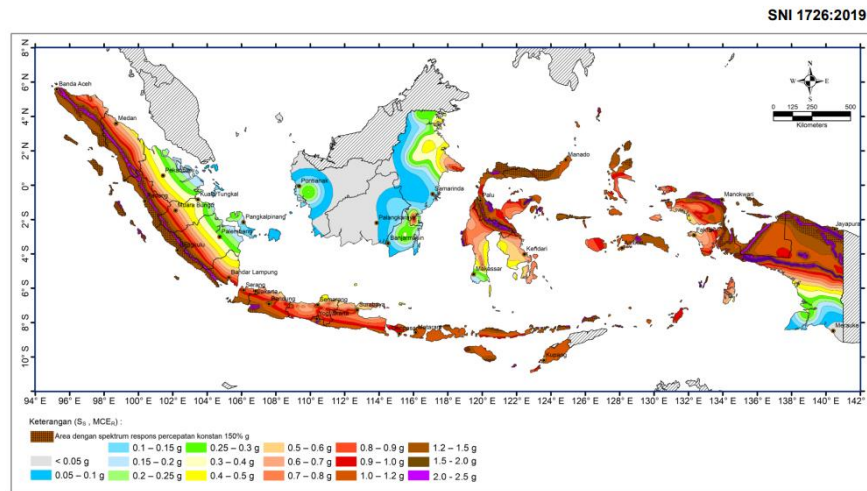 SNI 1726:2019
8° N
6° N
4° N
2° N
0°
2° S
4° S
6° S
8° S
10° S
N
W E
S
0 125 250 500
Kilometers
Banda Aceh
Medan
Pekanbaru
Kuala Tungkal
Muara Bungo
Pangkalpinang
Palembang
Bengkulu
Bandar Lampung
Serang
Jakarta
Bandung
Semarang
Surabaya
Mataram
Pontianak
Samarinda
Palangkaraya
Banjarmasin
Palu
Manado
Kendari
Makassar
Kupang
Manokwari
Jayapura
Merauke
94° E 96° E 98° E 100° E 102° E 104° E 106° E 108° E 110° E 112° E 114° E 116° E 118° E 120° E 122° E 124° E 126° E 128° E 130° E 132° E 134° E 136° E 138° E 140° E 142° E
Keterangan (SS , MCER) :
Area dengan spektrum respons percepatan konstan 150% g
< 0.05 g
0.05 - 0.1 g
0.1 – 0.15 g
0.15 - 0.2 g
0.2 - 0.25 g
0.25 – 0.3 g
0.3 – 0.4 g
0.4 – 0.5 g
0.5 – 0.6 g
0.6 – 0.7 g
0.7 – 0.8 g
0.8 – 0.9 g
0.9 – 1.0 g
1.0 – 1.2 g
1.2 - 1.5 g
1.5 - 2.0 g
2.0 - 2.5 g